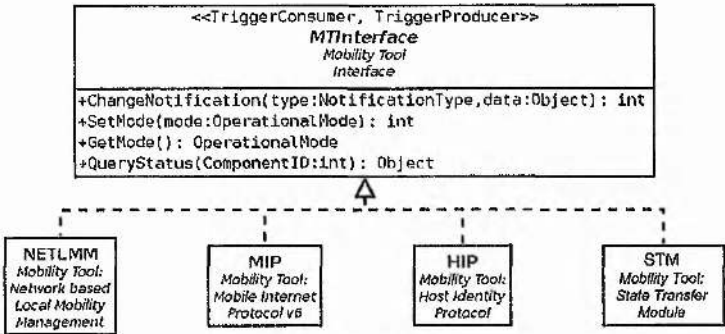 <<TriggerConsumer, TriggerProducer>>
MTInterface
Mobility Tool
Interface
+ChangeNotification(type:NotificationType,data:Object): int
+SetMode(mode:OperationalMode): int
+GetMode(): OperationalMode
+QueryStatus(ComponentID:int): Object
NETLMM
Mobility Tool:
Network based
Local Mobility
Management
MIP
Mobility Tool:
Mobile Internet
Protocol v6
HIP
Mobility Tool:
Host Identity
Protocol
STM
Mobility Tool:
State Transfer
Module